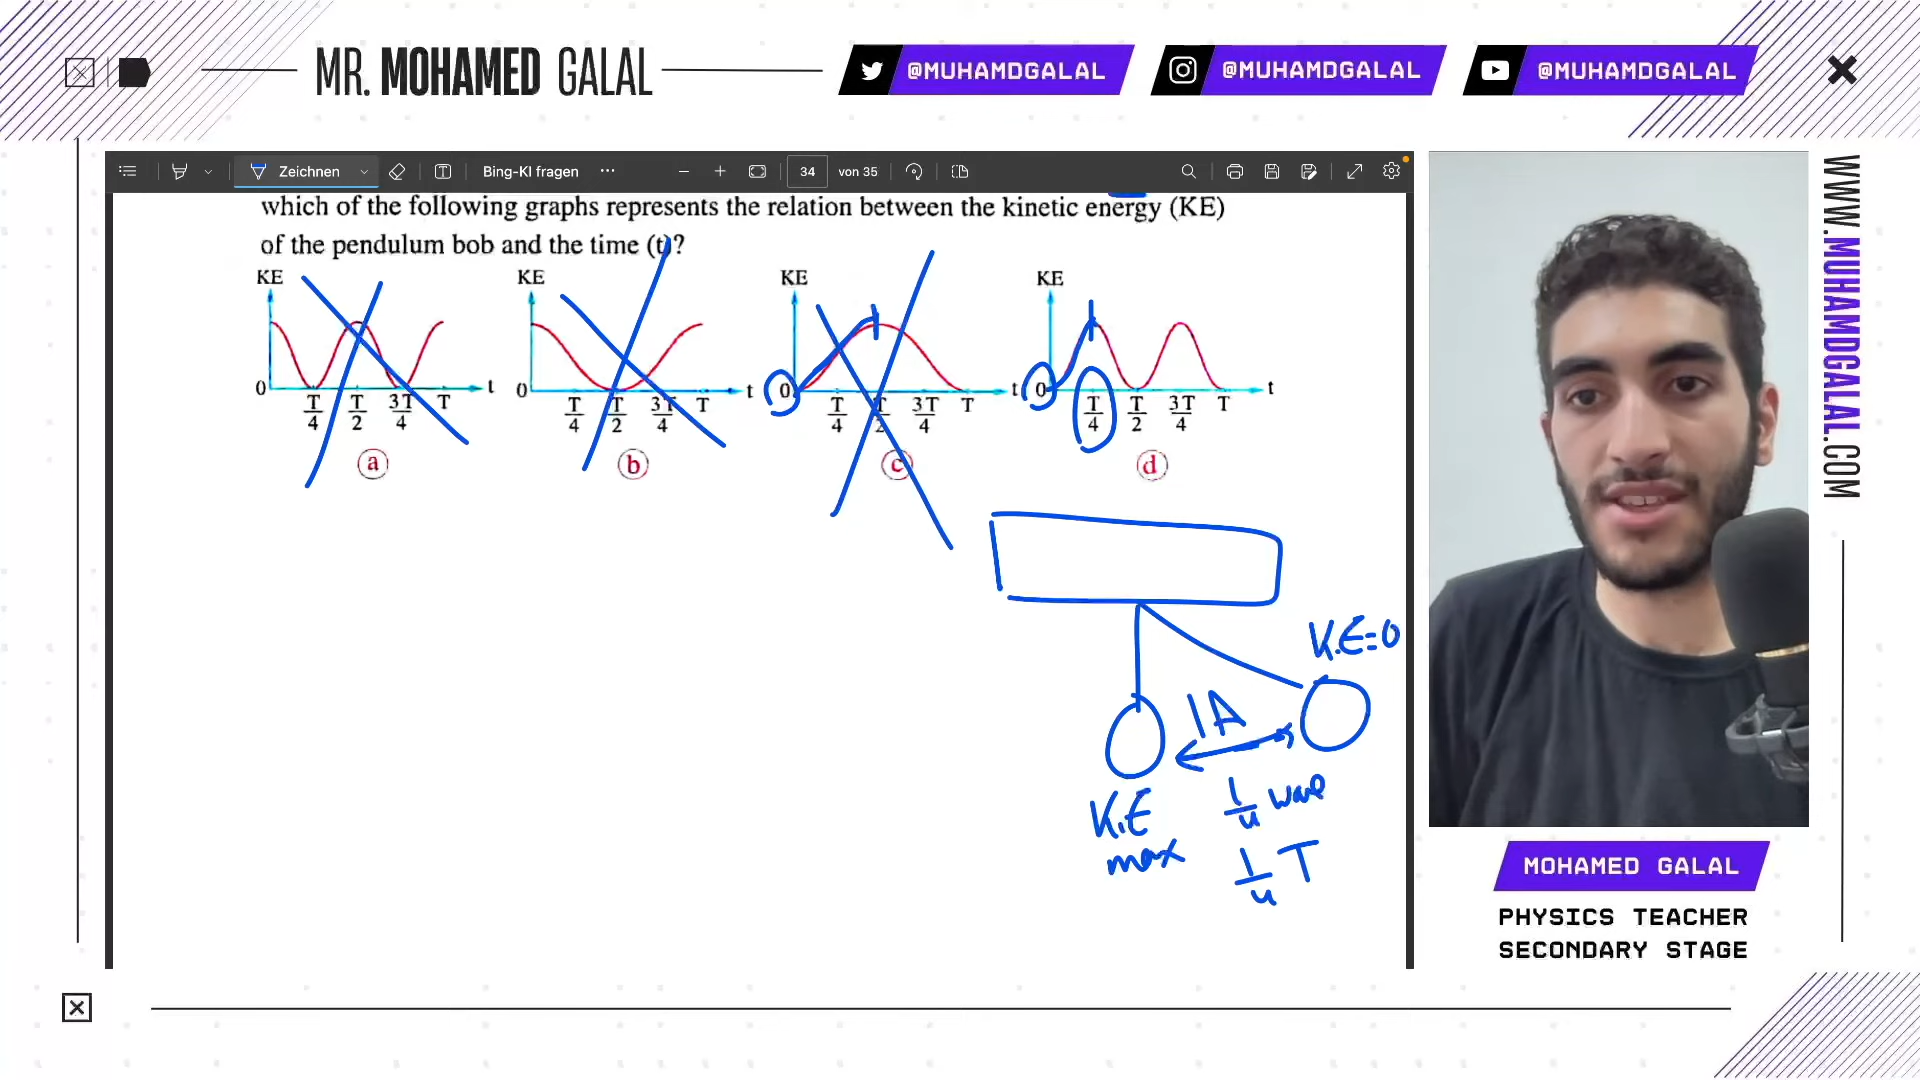 MR. MOHAMED GALAL
@MUHAMDGALAL
@MUHAMDGALAL
@MUHAMDGALAL
Zeichnen
Bing-KI fragen
34
von 35
which of the following graphs represents the relation between the kinetic energy (KE)
of the pendulum bob and the time (t)?
KE
0
T/4 T/2 3T/4 T
t
a
KE
0
T/4 T/2 3T/4 T
t
b
KE
0
T/4 T/2 3T/4 T
t
c
KE
0
T/4 T/2 3T/4 T
t
d
K.E=0
1A
K.E
max
1/4 wave
1/4 T
WWW.MUHAMDGALAL.COM
MOHAMED GALAL
PHYSICS TEACHER
SECONDARY STAGE